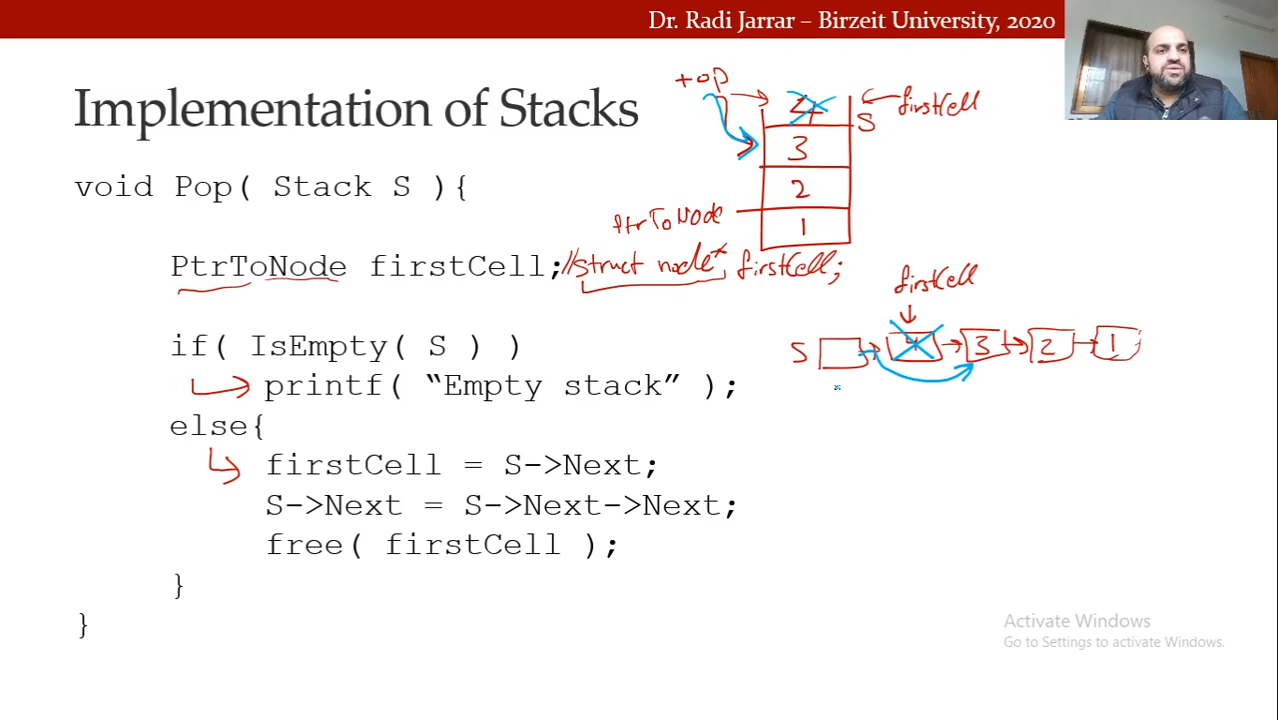 Dr. Radi Jarrar – Birzeit University, 2020
Implementation of Stacks
top
4
firstCell
S
3
2
1
PtrToNode
void Pop( Stack S ){
PtrToNode firstCell; //struct node* firstCell;
firstCell
if( IsEmpty( S ) )
S 4 3 2 1
printf( “Empty stack” );
else{
firstCell = S->Next;
S->Next = S->Next->Next;
free( firstCell );
}
}
Activate Windows
Go to Settings to activate Windows.